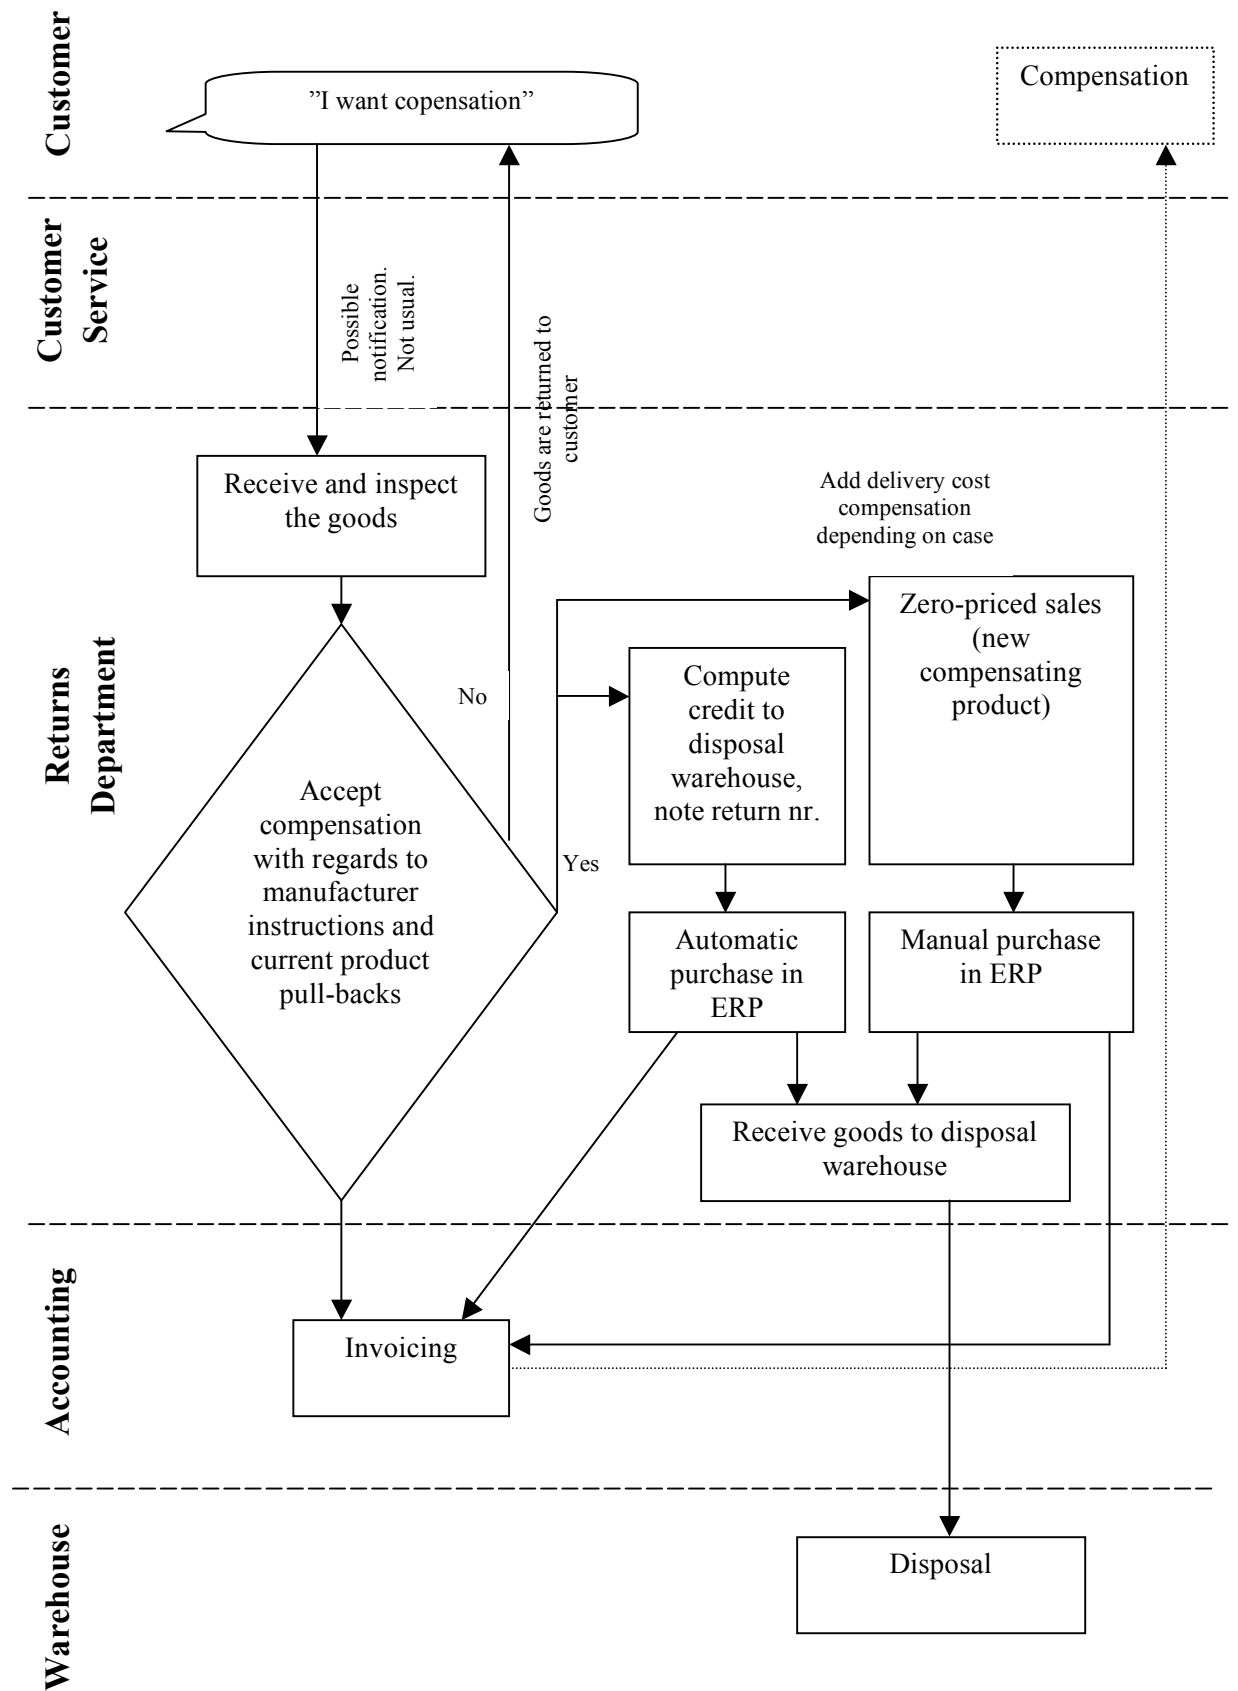 Customer
”I want copensation”
Compensation
Customer
Service
Possible
notification.
Not usual.
Goods are returned to
customer
Returns
Department
Receive and inspect
the goods
Add delivery cost
compensation
depending on case
No
Yes
Accept
compensation
with regards to
manufacturer
instructions and
current product
pull-backs
Compute
credit to
disposal
warehouse,
note return nr.
Zero-priced sales
(new
compensating
product)
Automatic
purchase in
ERP
Manual purchase
in ERP
Receive goods to disposal
warehouse
Accounting
Invoicing
Warehouse
Disposal